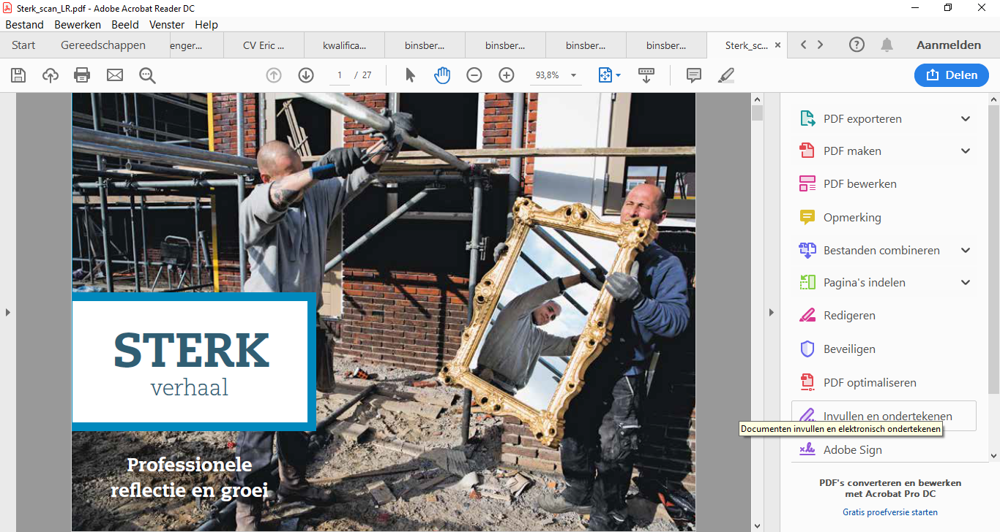 Sterk_scan_LR.pdf - Adobe Acrobat Reader DC
Bestand Bewerken Beeld Venster Help
Start Gereedschappen enger... CV Eric ... kwalifica... binsber... binsber... binsber... binsber... Sterk_sc... × Aanmelden
1 / 27 93,8% Delen
PDF exporteren
PDF maken
PDF bewerken
Opmerking
Bestanden combineren
Pagina's indelen
Redigeren
Beveiligen
PDF optimaliseren
Invullen en ondertekenen
Documenten invullen en elektronisch ondertekenen
Adobe Sign
PDF's converteren en bewerken
met Acrobat Pro DC
Gratis proefversie starten
STERK
verhaal
Professionele
reflectie en groei